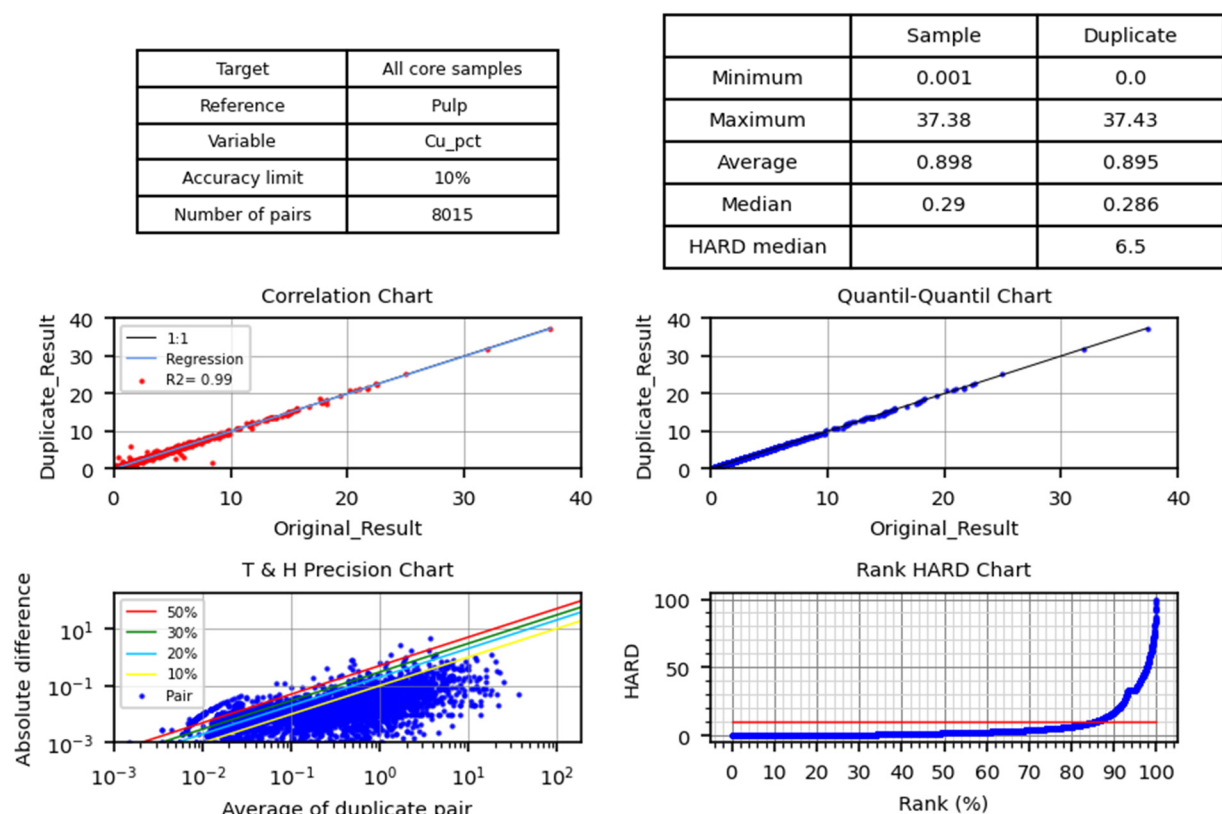 Target All core samples
Reference Pulp
Variable Cu_pct
Accuracy limit 10%
Number of pairs 8015
Sample Duplicate
Minimum 0.001 0.0
Maximum 37.38 37.43
Average 0.898 0.895
Median 0.29 0.286
HARD median 6.5
Correlation Chart
Duplicate_Result
40
30
20
10
0
1:1
Regression
R2= 0.99
0 10 20 30 40
Original_Result
Quantil-Quantil Chart
Duplicate_Result
40
30
20
10
0
0 10 20 30 40
Original_Result
T & H Precision Chart
Absolute difference
10¹
10⁻¹
10⁻³
50%
30%
20%
10%
Pair
10⁻³ 10⁻² 10⁻¹ 10⁰ 10¹ 10²
Average of duplicate pair
Rank HARD Chart
HARD
100
50
0
0 10 20 30 40 50 60 70 80 90 100
Rank (%)